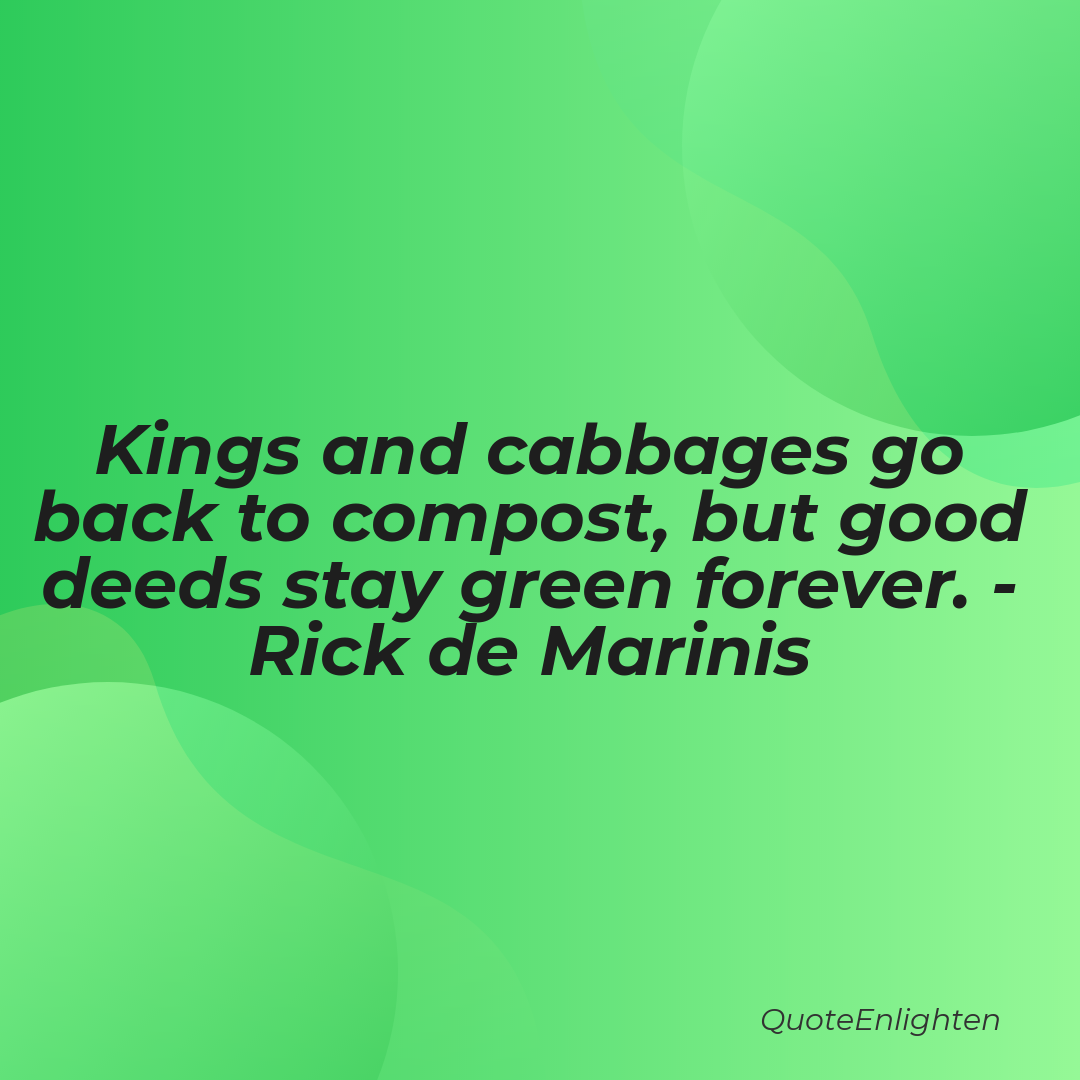 Kings and cabbages go
back to compost, but good
deeds stay green forever. -
Rick de Marinis
QuoteEnlighten